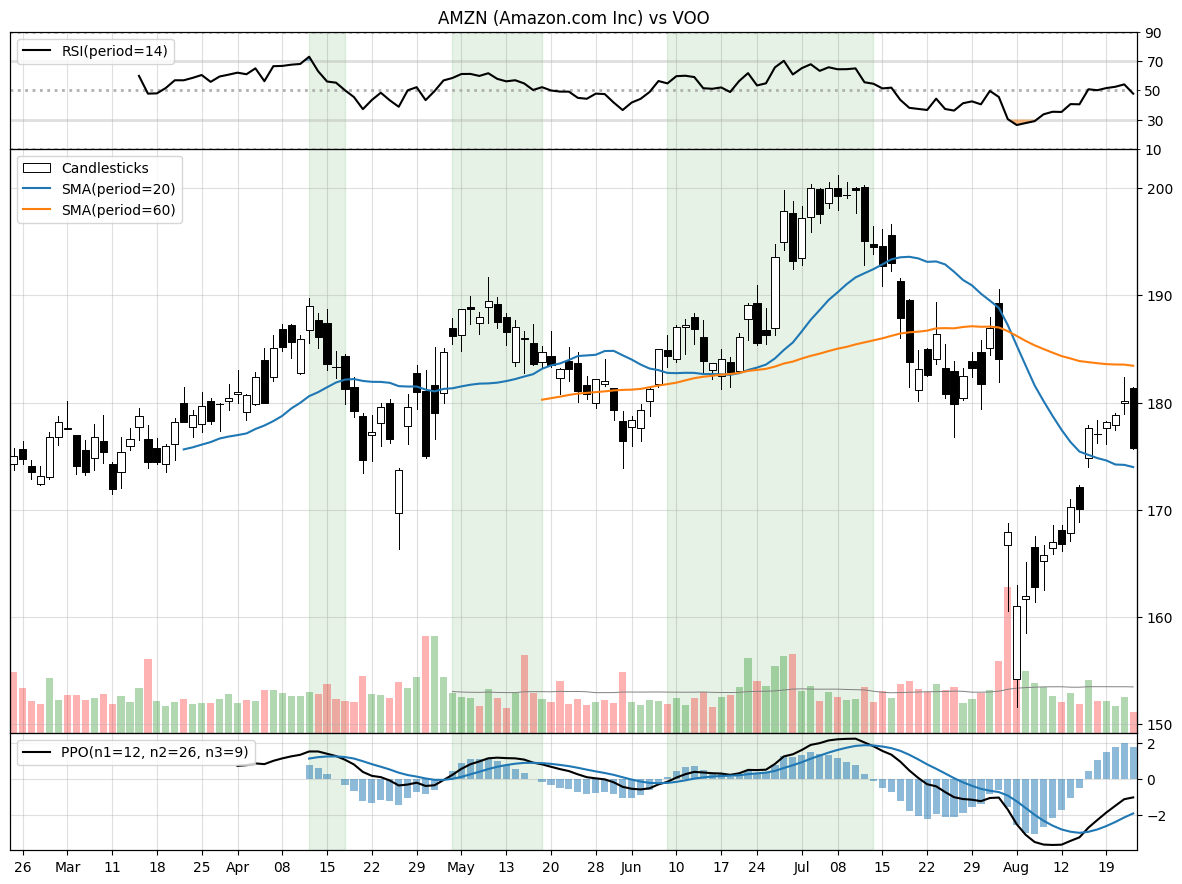 AMZN (Amazon.com Inc) vs VOO
RSI(period=14)
90
70
50
30
10
Candlesticks
SMA(period=20)
SMA(period=60)
200
190
180
170
160
150
PPO(n1=12, n2=26, n3=9)
2
0
−2
26 Mar 11 18 25 Apr 08 15 22 29 May 13 20 28 Jun 10 17 24 Jul 08 15 22 29 Aug 12 19